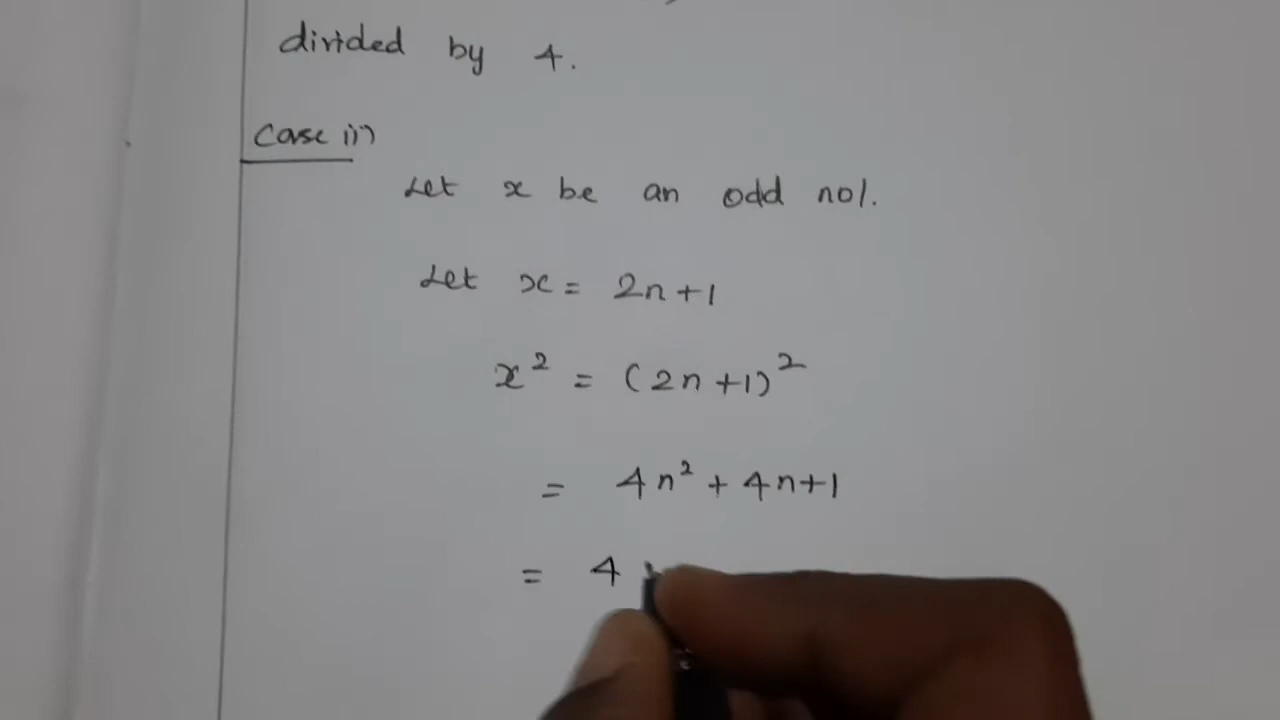 divided by 4.
Case ii)
Let x be an odd no/.
Let x = 2n+1
x² = (2n+1)²
= 4n² + 4n+1
= 4